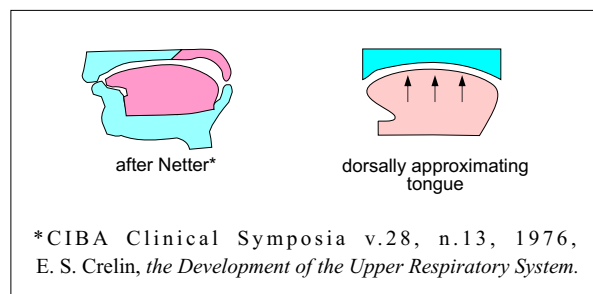 after Netter*
dorsally approximating
tongue
*CIBA Clinical Symposia v.28, n.13, 1976,
E. S. Crelin, the Development of the Upper Respiratory System.